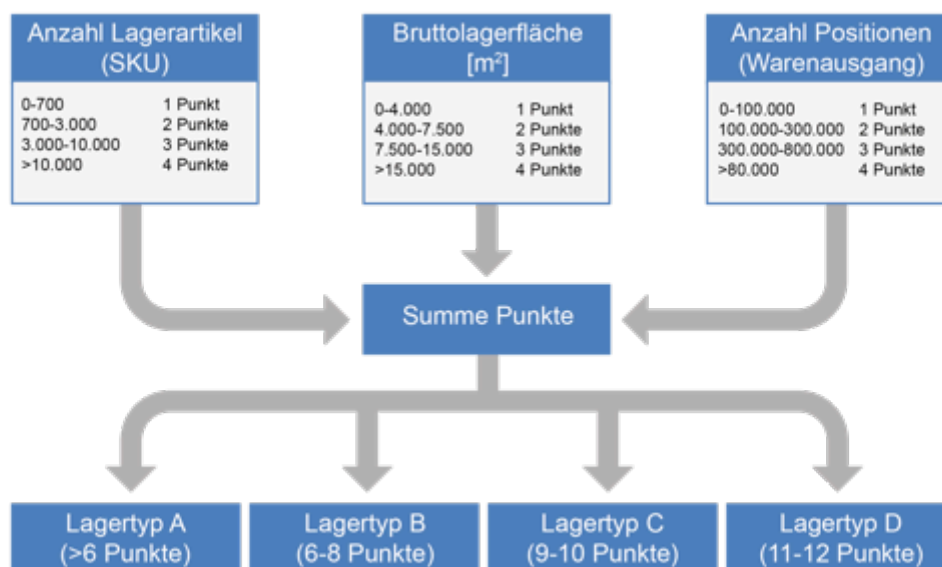 Anzahl Lagerartikel
(SKU)
0-700 1 Punkt
700-3.000 2 Punkte
3.000-10.000 3 Punkte
>10.000 4 Punkte
Bruttolagerfläche
[m²]
0-4.000 1 Punkt
4.000-7.500 2 Punkte
7.500-15.000 3 Punkte
>15.000 4 Punkte
Anzahl Positionen
(Warenausgang)
0-100.000 1 Punkt
100.000-300.000 2 Punkte
300.000-800.000 3 Punkte
>80.000 4 Punkte
Summe Punkte
Lagertyp A
(>6 Punkte)
Lagertyp B
(6-8 Punkte)
Lagertyp C
(9-10 Punkte)
Lagertyp D
(11-12 Punkte)